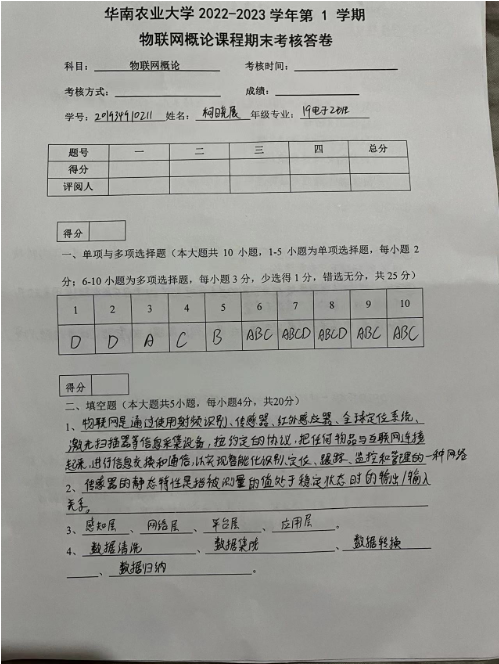 华南农业大学 2022-2023 学年第 1 学期
物联网概论课程期末考核答卷
科目： 物联网概论 考核时间：
考核方式： 成绩：
学号：201934910211 姓名： 柯晓展 年级专业： 19电子2班
题号 一 二 三 四 总分
得分
评阅人
得分
一、单项与多项选择题（本大题共 10 小题，1-5 小题为单项选择题，每小题 2
分；6-10 小题为多项选择题，每小题 3 分，少选得 1 分，错选无分，共 25 分）
1 2 3 4 5 6 7 8 9 10
D D A C B ABC ABCD ABCD ABC ABC
得分
二、填空题（本大题共5小题，每小题4分，共20分）
1、物联网是通过使用射频识别、传感器、红外感应器、全球定位系统、
激光扫描器等信息采集设备，按约定的协议，把任何物品与互联网连接
起来，进行信息交换和通信，以实现智能化识别、定位、跟踪、监控和管理的一种网络
2、传感器的静态特性是指被测量的值处于稳定状态时的输出/输入
关系。
3、感知层、网络层、平台层、应用层。
4、数据清洗、数据集成、数据转换
、数据归纳。